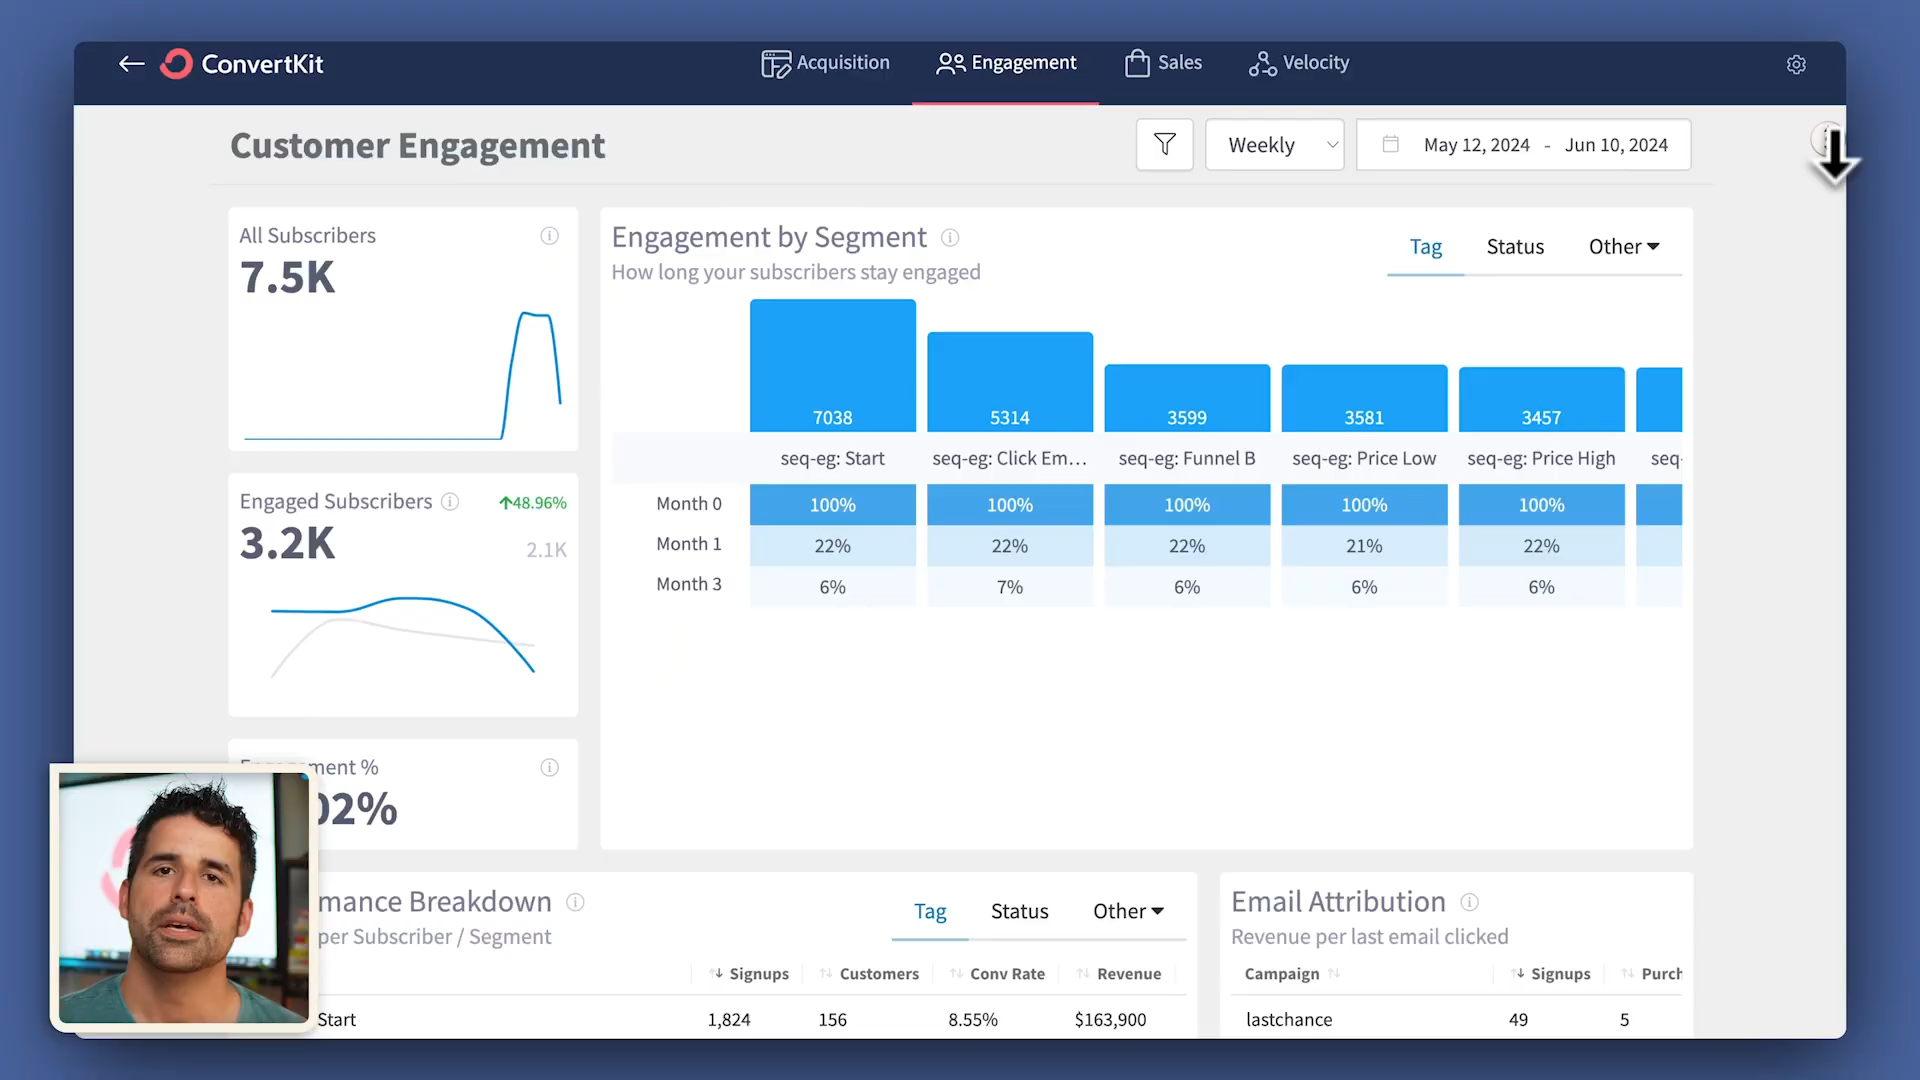 ConvertKit
Acquisition
Engagement
Sales
Velocity
Customer Engagement
Weekly
May 12, 2024 - Jun 10, 2024
All Subscribers
7.5K
Engagement by Segment
How long your subscribers stay engaged
Tag Status Other
7038 5314 3599 3581 3457
seq-eg: Start seq-eg: Click Em... seq-eg: Funnel B seq-eg: Price Low seq-eg: Price High seq-
Month 0 100% 100% 100% 100% 100%
Month 1 22% 22% 22% 21% 22%
Month 3 6% 7% 6% 6% 6%
Engaged Subscribers 48.96%
3.2K 2.1K
ment %
02%
mance Breakdown
per Subscriber / Segment
Tag Status Other
Signups Customers Conv Rate Revenue
Start 1,824 156 8.55% $163,900
Email Attribution
Revenue per last email clicked
Campaign Signups Purch
lastchance 49 5